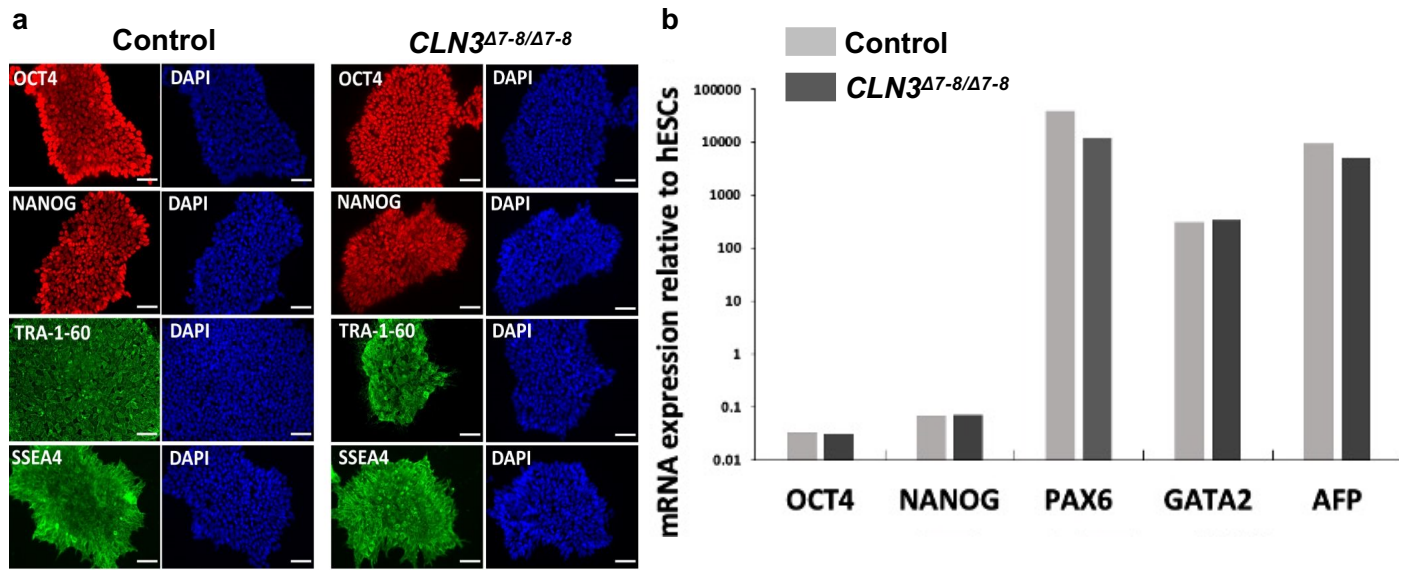 a
Control
CLN3Δ7-8/Δ7-8
OCT4
DAPI
OCT4
DAPI
NANOG
DAPI
NANOG
DAPI
TRA-1-60
DAPI
TRA-1-60
DAPI
SSEA4
DAPI
SSEA4
DAPI
b
Control
CLN3Δ7-8/Δ7-8
mRNA expression relative to hESCs
100000
10000
1000
100
10
1
0.1
0.01
OCT4
NANOG
PAX6
GATA2
AFP